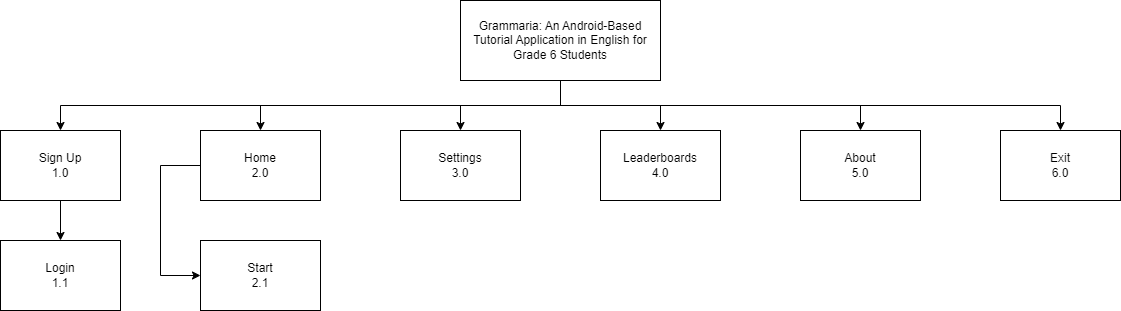 Grammaria: An Android-Based
Tutorial Application in English for
Grade 6 Students
Sign Up
1.0
Home
2.0
Settings
3.0
Leaderboards
4.0
About
5.0
Exit
6.0
Login
1.1
Start
2.1